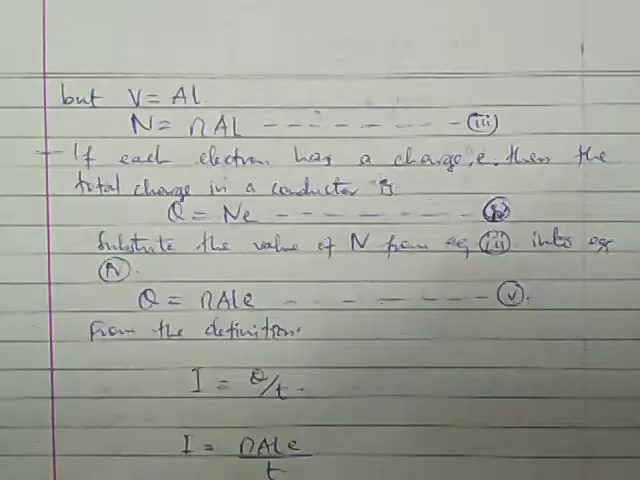 but V = Al.
N = nAL - - - - - - - - (iii)
- If each electron has a charge, e. then the
total charge in a conductor is
Q = Ne - - - - - - - - - (iv)
Substrate the value of N from eq (iii) into eq
(iv).
Q = nAle - - - - - - - - (v).
From the definition.
I = Q/t.
I = nAle/t